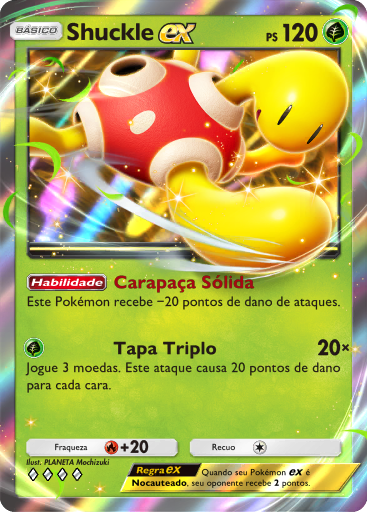 BÁSICO Shuckle ex PS 120
Habilidade Carapaça Sólida
Este Pokémon recebe −20 pontos de dano de ataques.
Tapa Triplo 20×
Jogue 3 moedas. Este ataque causa 20 pontos de dano
para cada cara.
Fraqueza +20 Recuo
Ilust. PLANETA Mochizuki
Regra ex Quando seu Pokémon ex é
Nocauteado, seu oponente recebe 2 pontos.